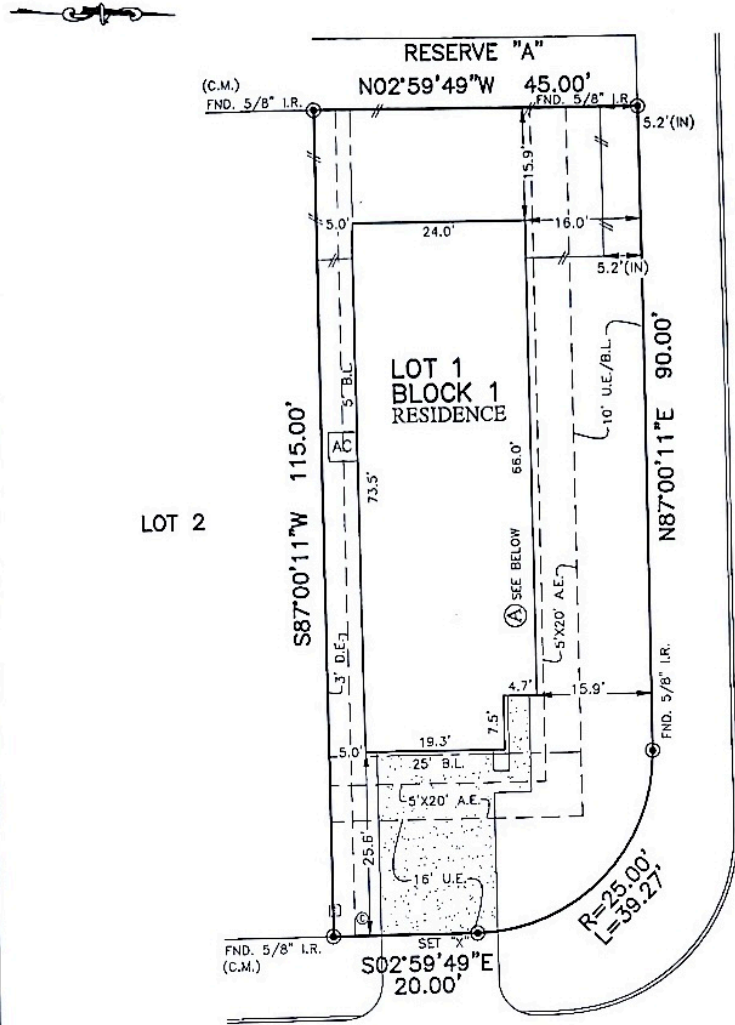 RESERVE "A"
(C.M.)
FND. 5/8" I.R.
N02°59'49"W 45.00'
FND. 5/8" I.R
5.2'(IN)
15.9'
5.0'
24.0'
16.0'
5.2'(IN)
LOT 1
BLOCK 1
RESIDENCE
5' B.L.
AC
73.5'
66.0'
10' U.E./B.L.
N87°00'11"E 90.00'
S87°00'11"W 115.00'
LOT 2
A SEE BELOW
5'X20' A.E.
3' D.E.
4.7'
15.9'
FND. 5/8" I.R.
7.5'
5.0'
19.3'
25' B.L.
5'X20' A.E.
25.6'
16' U.E.
C
R=25.00'
L=39.27'
FND. 5/8" I.R.
(C.M.)
SET "X"
S02°59'49"E
20.00'